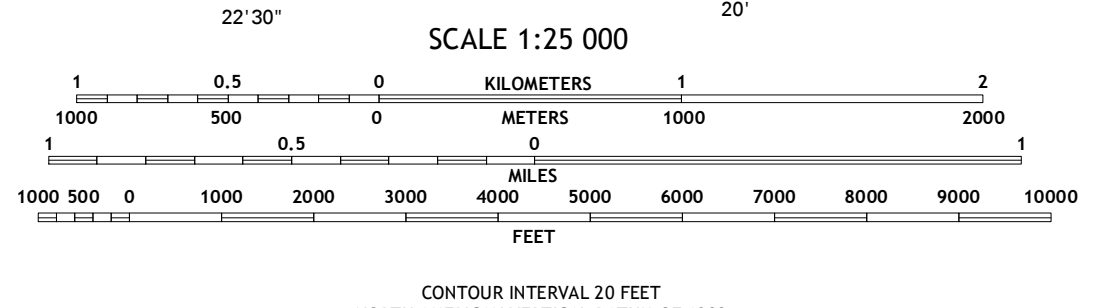 22'30" 20'
SCALE 1:25 000
1 0.5 0 KILOMETERS 1 2
1000 500 0 METERS 1000 2000
1 0.5 0 1
MILES
1000 500 0 1000 2000 3000 4000 5000 6000 7000 8000 9000 10000
FEET
CONTOUR INTERVAL 20 FEET